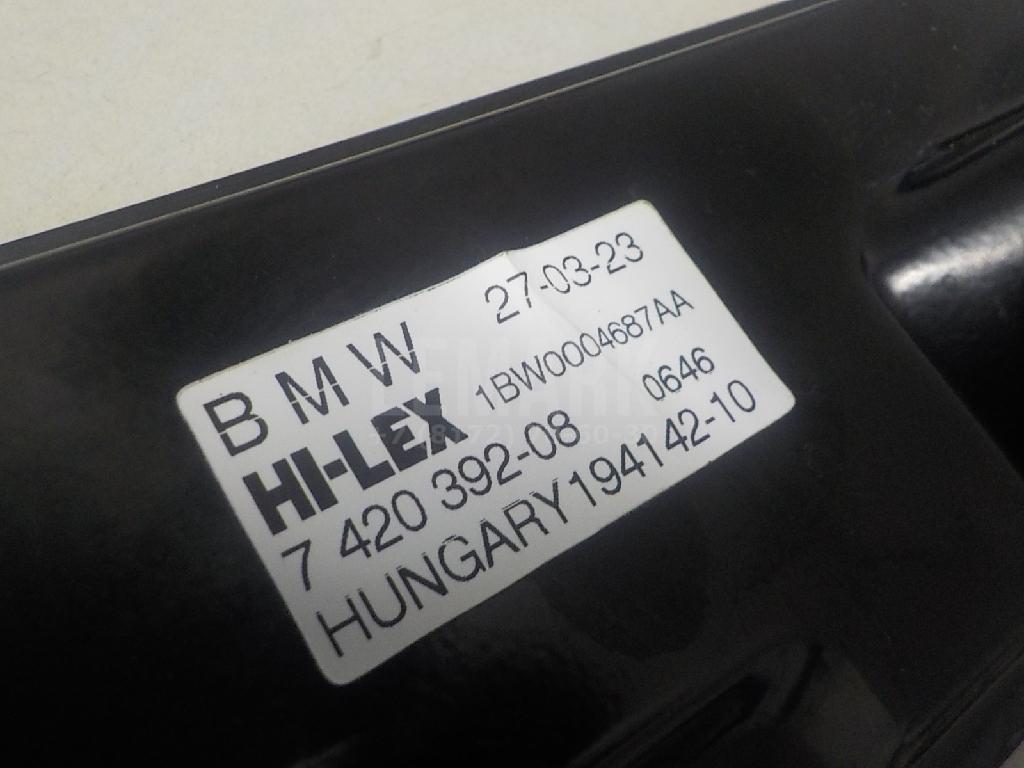 BMW 27-03-23
HI-LEX 1BW0004687AA
7 420 392-08 0646
HUNGARY194142-10